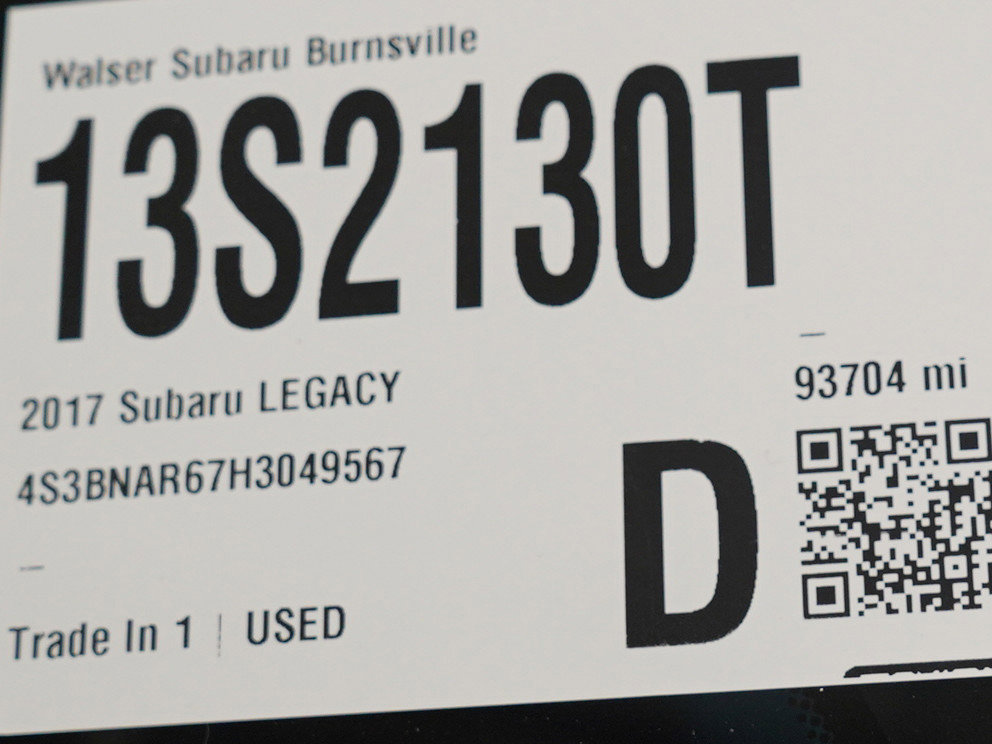 Walser Subaru Burnsville
13S2130T
2017 Subaru LEGACY
93704 mi
4S3BNAR67H3049567
D
Trade In 1 | USED